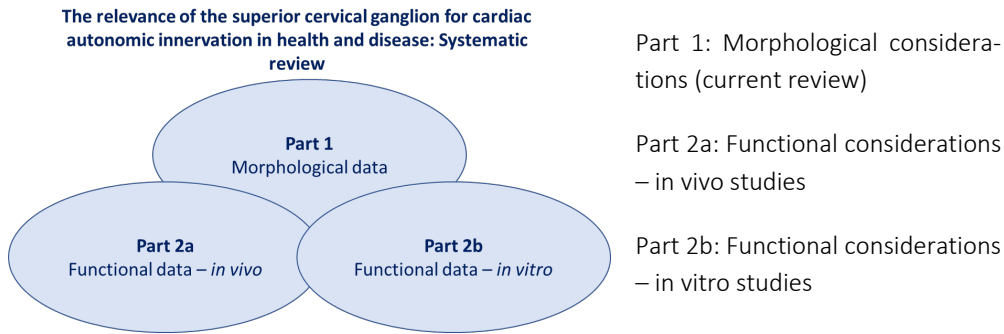 The relevance of the superior cervical ganglion for cardiac
autonomic innervation in health and disease: Systematic
review
Part 1
Morphological data
Part 2a
Functional data – in vivo
Part 2b
Functional data – in vitro
Part 1: Morphological considera-
tions (current review)
Part 2a: Functional considerations
– in vivo studies
Part 2b: Functional considerations
– in vitro studies